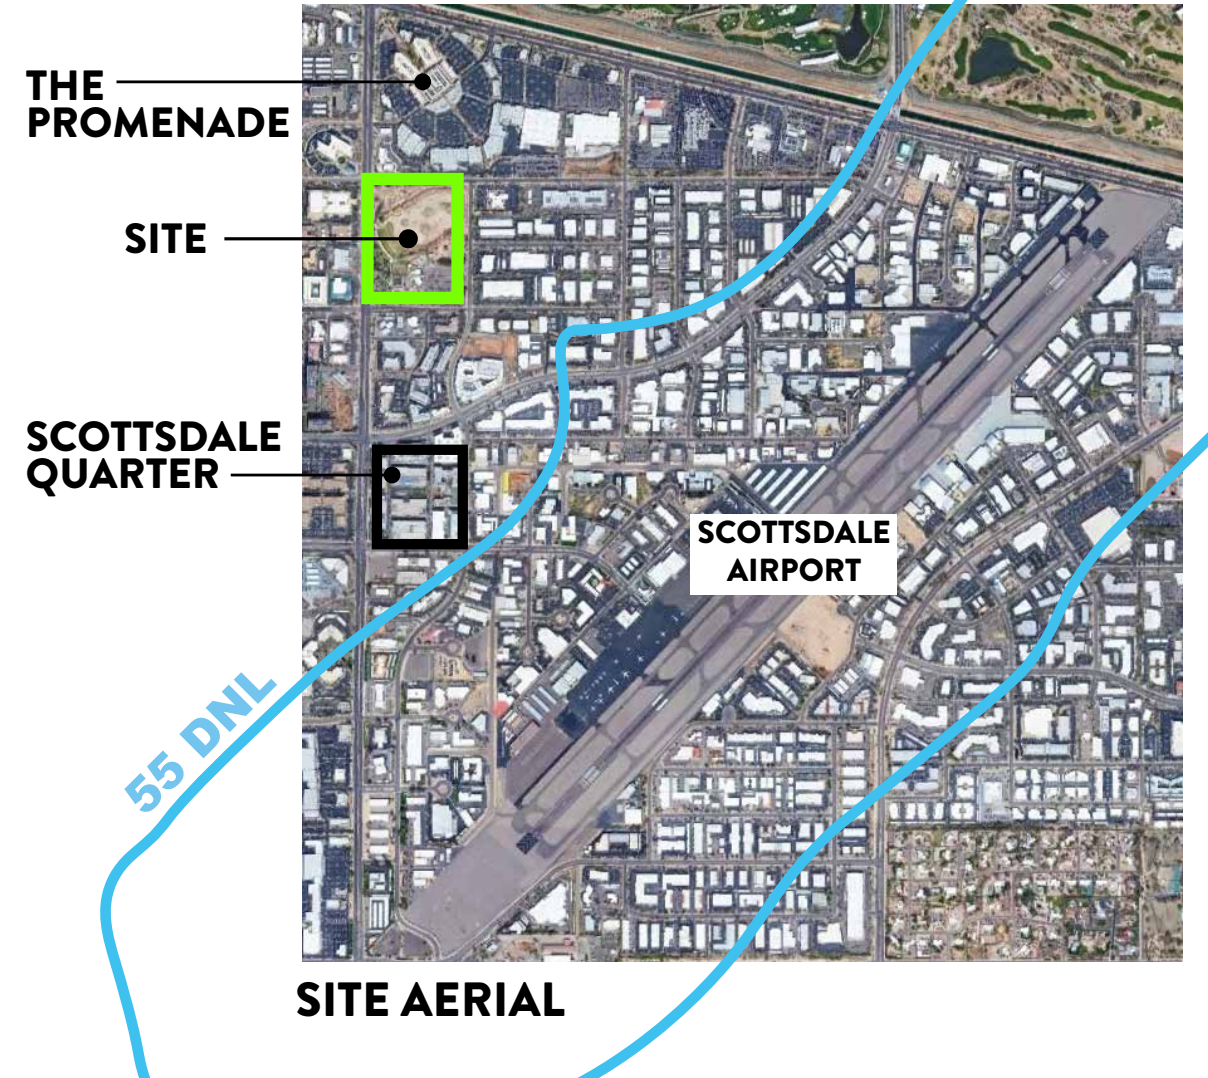 THE
PROMENADE
SITE
SCOTTSDALE
QUARTER
SCOTTSDALE
AIRPORT
55 DNL
SITE AERIAL